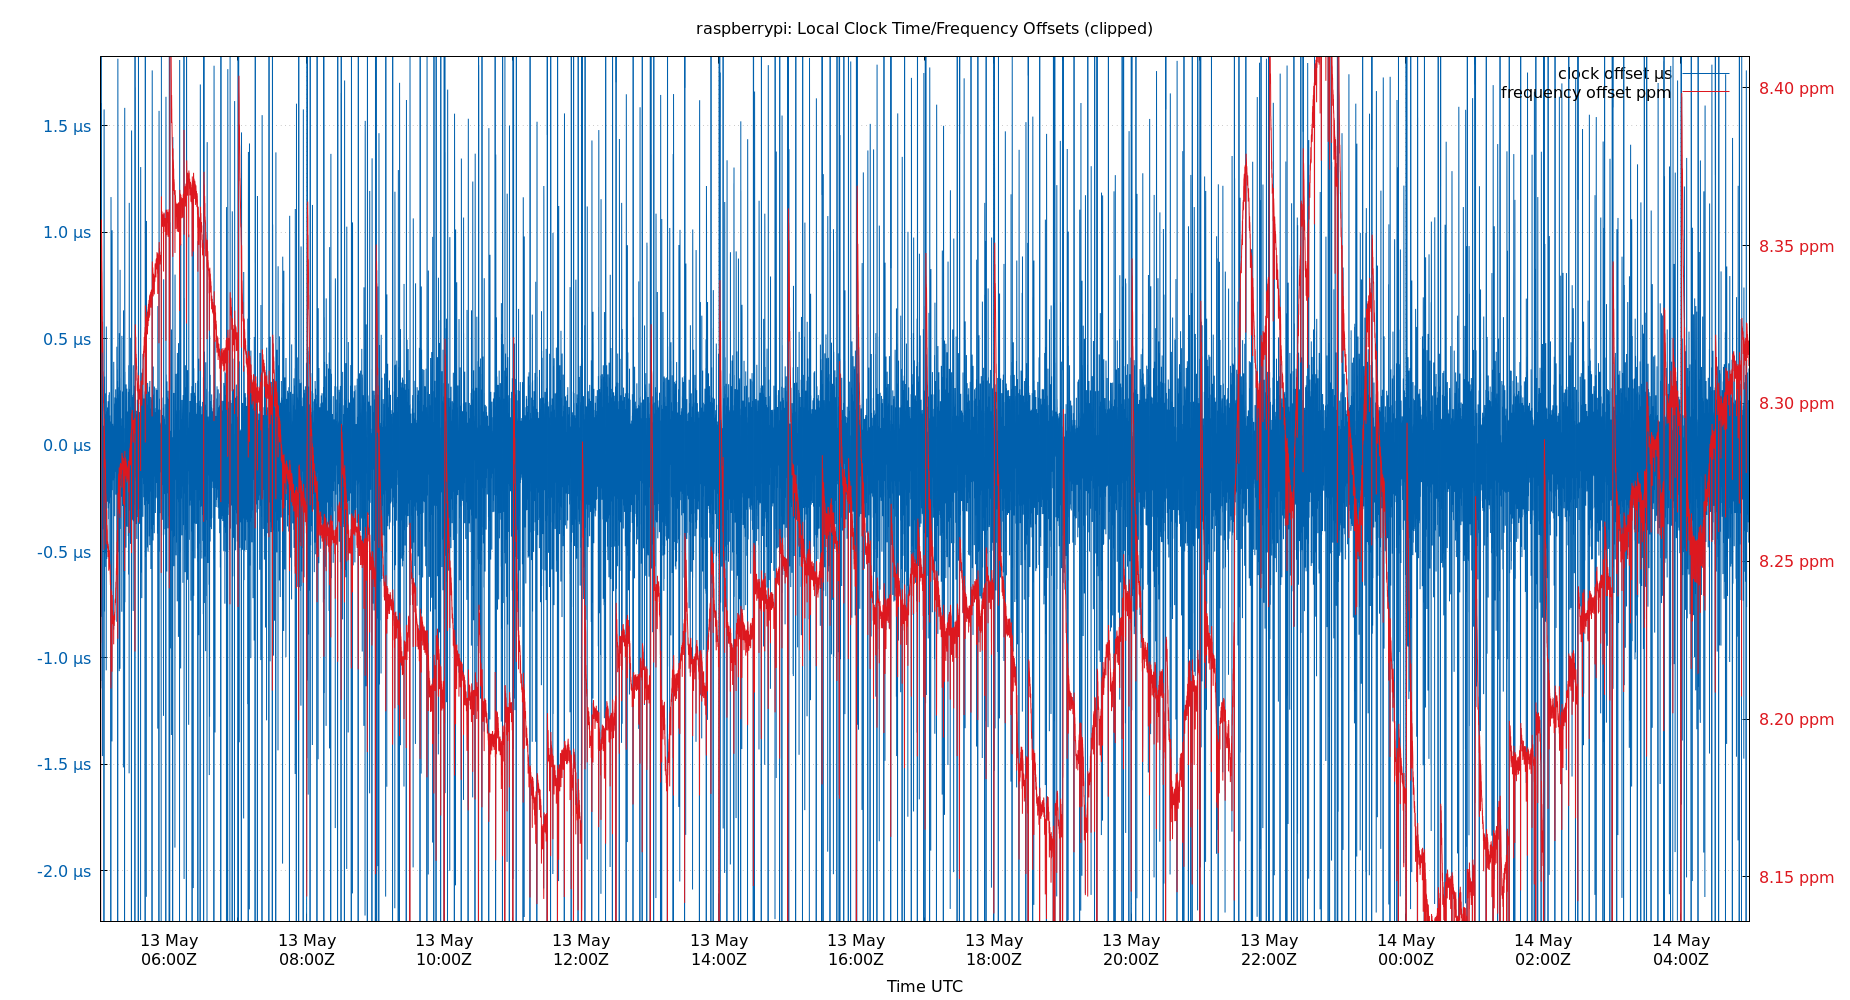 raspberrypi: Local Clock Time/Frequency Offsets (clipped)
clock offset µs
frequency offset ppm
1.5 µs
1.0 µs
0.5 µs
0.0 µs
-0.5 µs
-1.0 µs
-1.5 µs
-2.0 µs
8.40 ppm
8.35 ppm
8.30 ppm
8.25 ppm
8.20 ppm
8.15 ppm
13 May 13 May 13 May 13 May 13 May 13 May 13 May 13 May 13 May 14 May 14 May 14 May
06:00Z 08:00Z 10:00Z 12:00Z 14:00Z 16:00Z 18:00Z 20:00Z 22:00Z 00:00Z 02:00Z 04:00Z
Time UTC